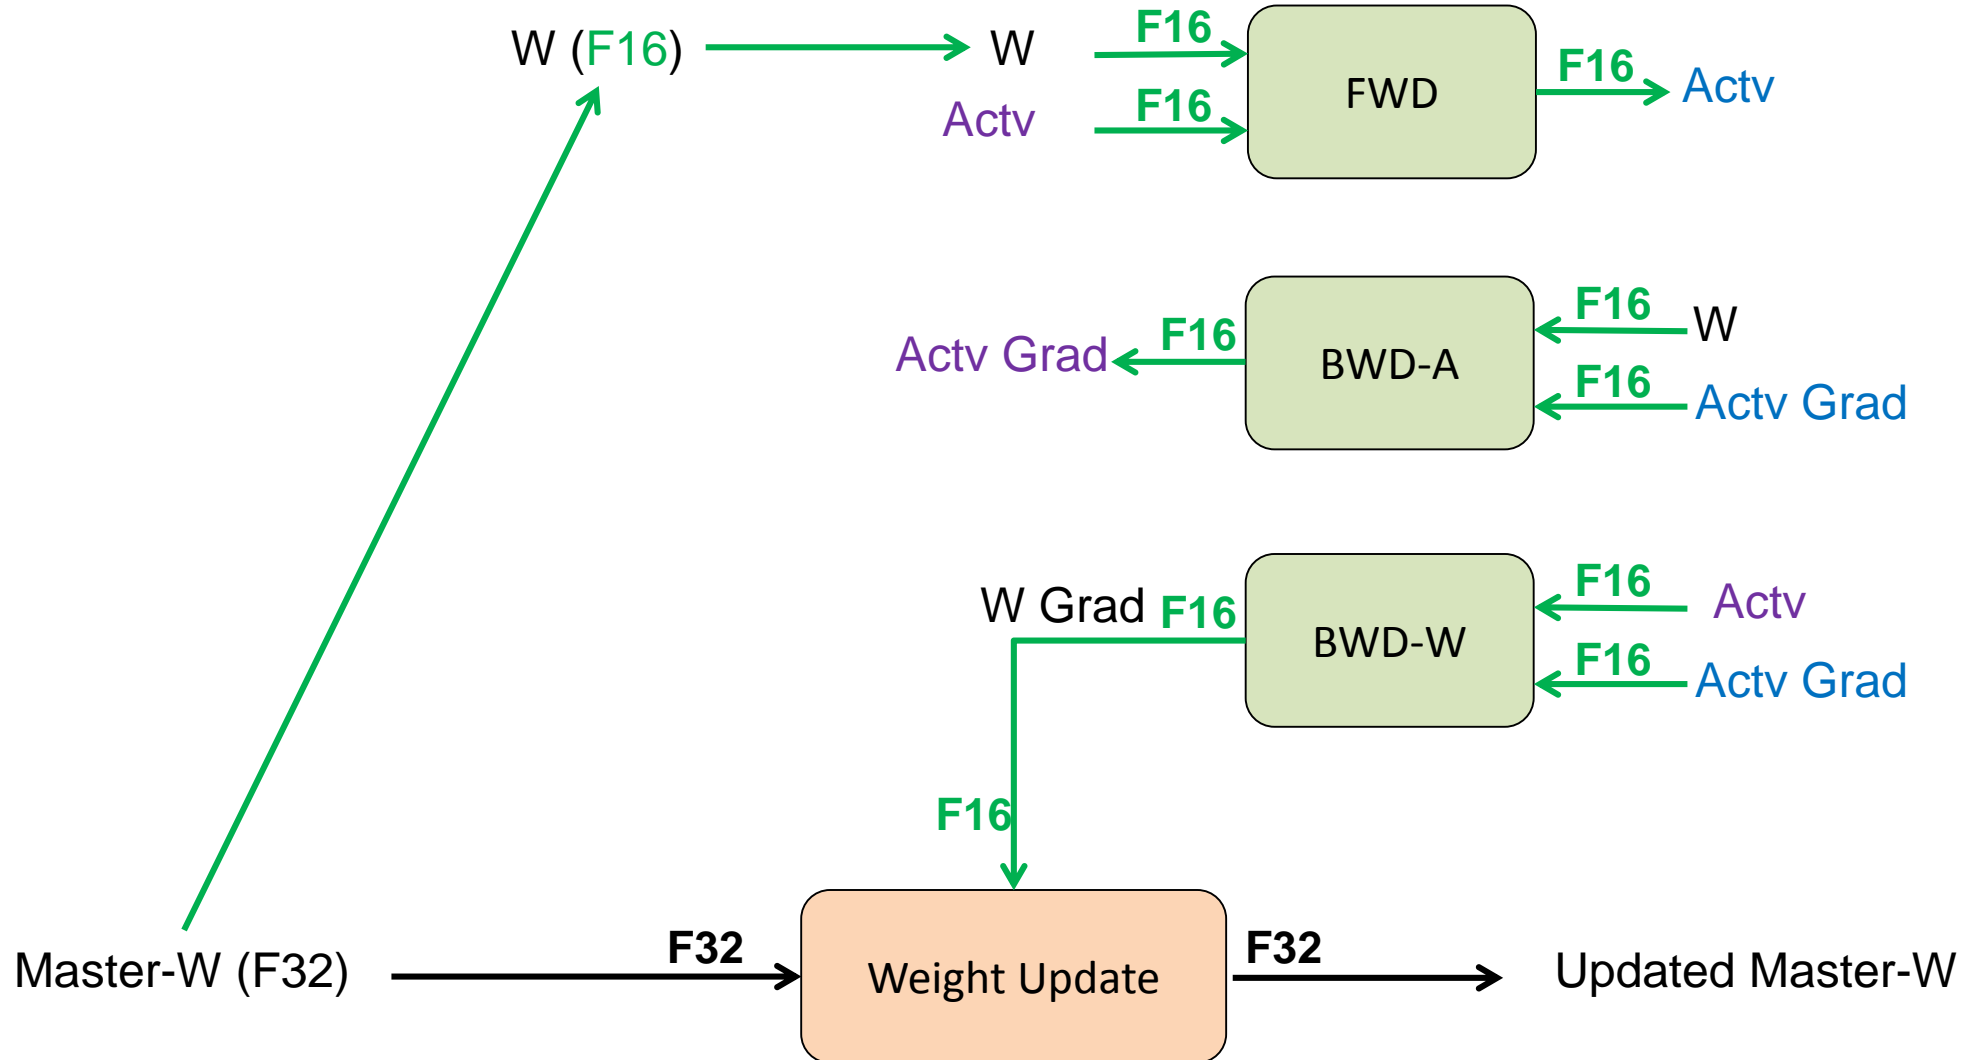 W (F16)
W
F16
Actv
F16
FWD
F16
Actv
Actv Grad
F16
BWD-A
F16
W
F16
Actv Grad
W Grad
F16
BWD-W
F16
Actv
F16
Actv Grad
F16
Master-W (F32)
F32
Weight Update
F32
Updated Master-W